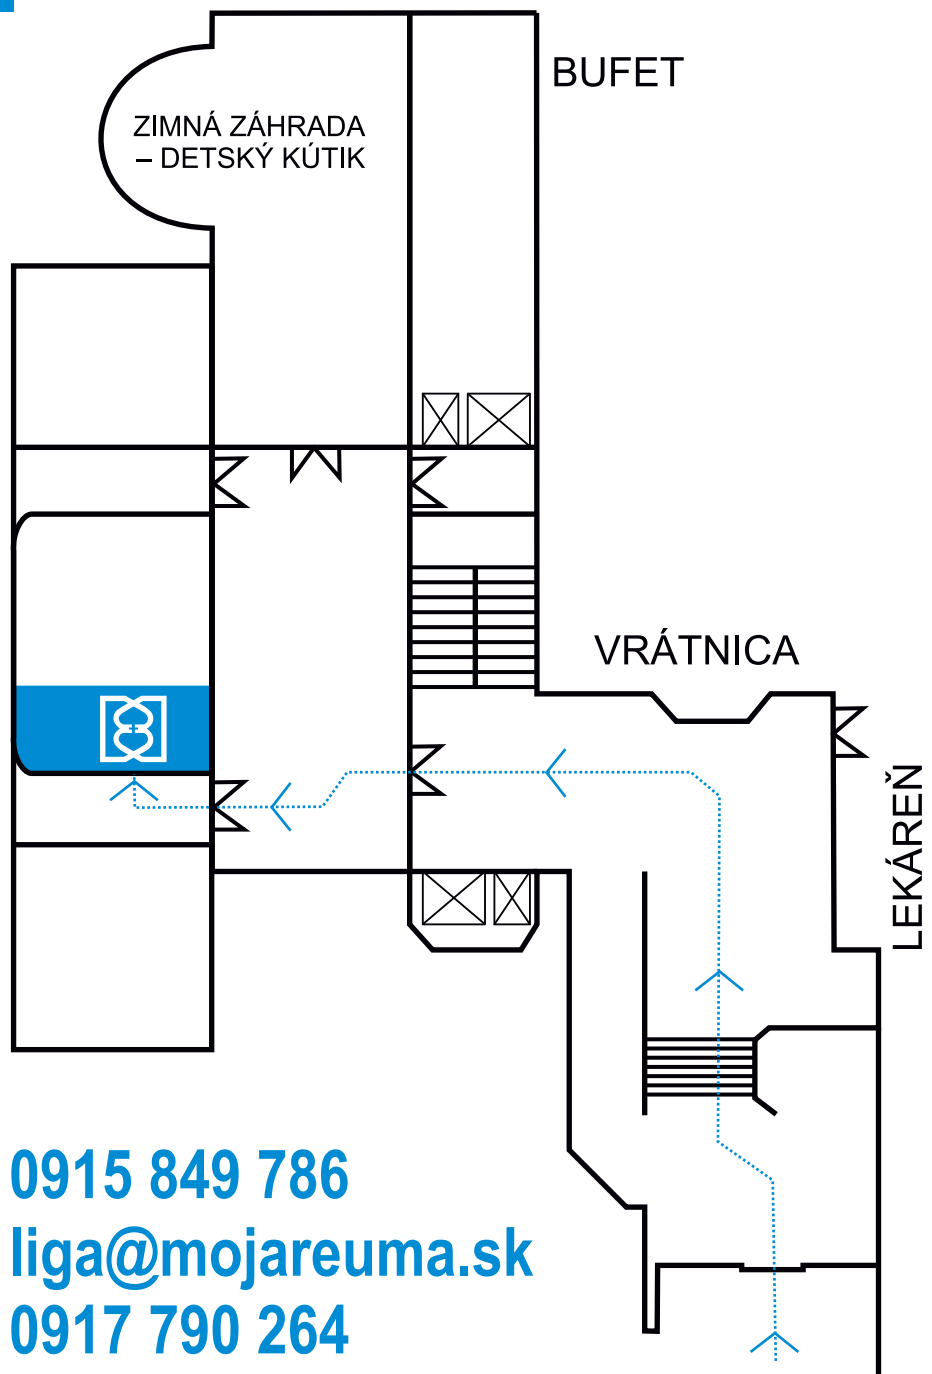 BUFET
ZIMNÁ ZÁHRADA
– DETSKÝ KÚTIK
VRÁTNICA
LEKÁREŇ
0915 849 786
liga@mojareuma.sk
0917 790 264